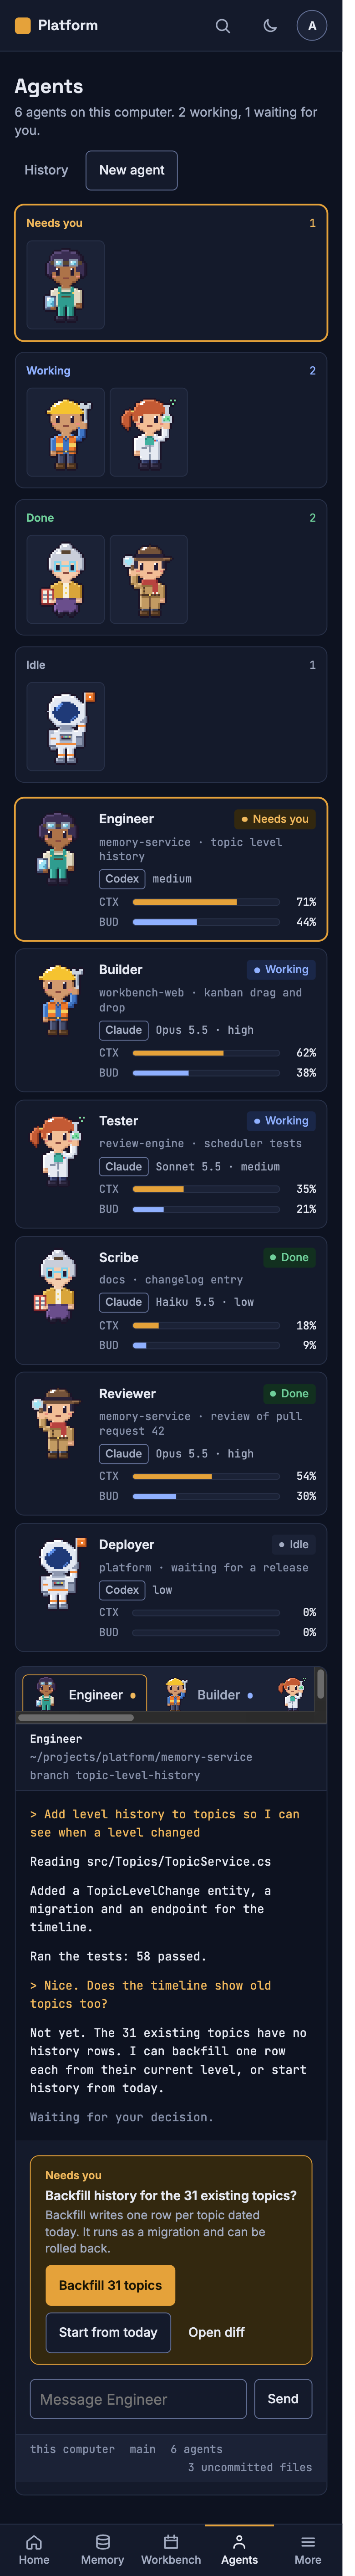 Platform
A
Agents
6 agents on this computer. 2 working, 1 waiting for
you.
History
New agent
Needs you
1
Working
2
Done
2
Idle
1
Engineer
Needs you
memory-service · topic level
history
Codex
medium
CTX
71%
BUD
44%
Builder
Working
workbench-web · kanban drag and
drop
Claude
Opus 5.5 · high
CTX
62%
BUD
38%
Tester
Working
review-engine · scheduler tests
Claude
Sonnet 5.5 · medium
CTX
35%
BUD
21%
Scribe
Done
docs · changelog entry
Claude
Haiku 5.5 · low
CTX
18%
BUD
9%
Reviewer
Done
memory-service · review of pull
request 42
Claude
Opus 5.5 · high
CTX
54%
BUD
30%
Deployer
Idle
platform · waiting for a release
Codex
low
CTX
0%
BUD
0%
Engineer
Builder
Engineer
~/projects/platform/memory-service
branch topic-level-history
> Add level history to topics so I can
see when a level changed
Reading src/Topics/TopicService.cs
Added a TopicLevelChange entity, a
migration and an endpoint for the
timeline.
Ran the tests: 58 passed.
> Nice. Does the timeline show old
topics too?
Not yet. The 31 existing topics have no
history rows. I can backfill one row
each from their current level, or start
history from today.
Waiting for your decision.
Needs you
Backfill history for the 31 existing topics?
Backfill writes one row per topic dated
today. It runs as a migration and can be
rolled back.
Backfill 31 topics
Start from today
Open diff
Message Engineer
Send
this computer
main
6 agents
3 uncommitted files
Home
Memory
Workbench
Agents
More